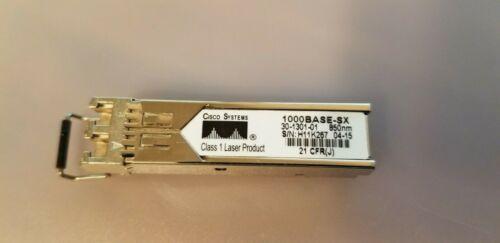 CISCO SYSTEMS
®
Class 1 Laser Product
1000BASE-SX
30-1301-01 850nm
S/N: H11K267 04-15
21 CFR(J)